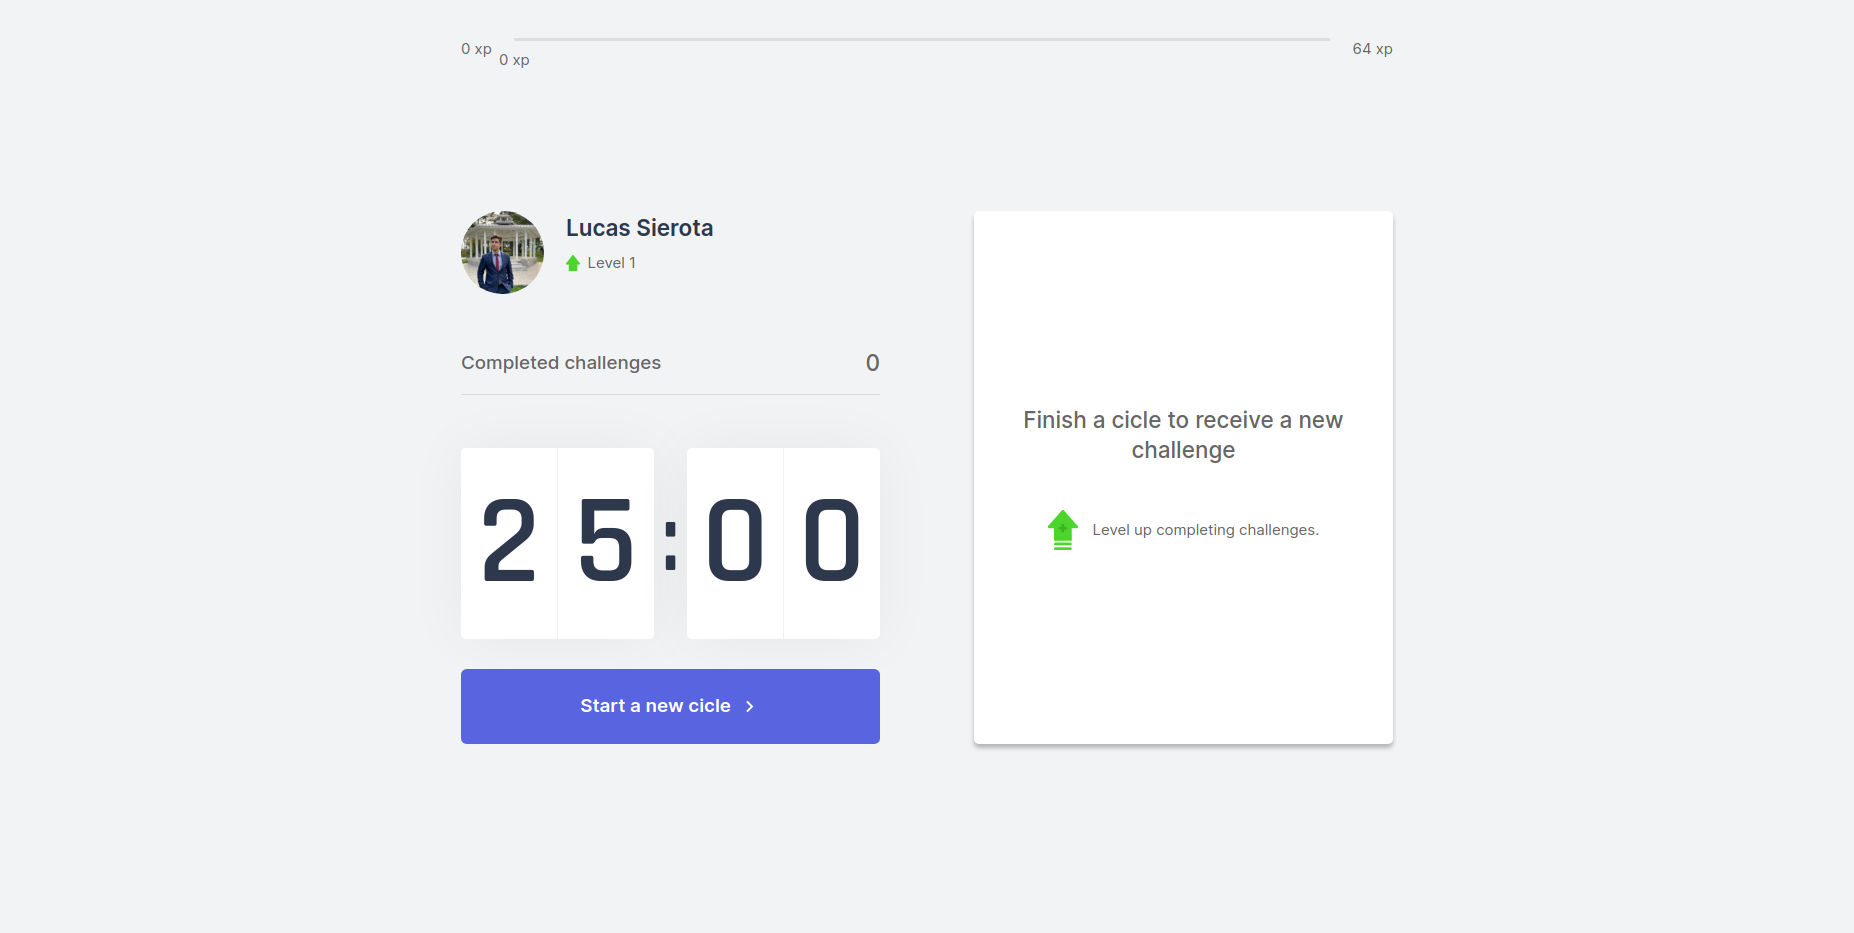 0 xp
0 xp
64 xp
Lucas Sierota
Level 1
Completed challenges 0
25:00
Start a new cicle
Finish a cicle to receive a new
challenge
Level up completing challenges.